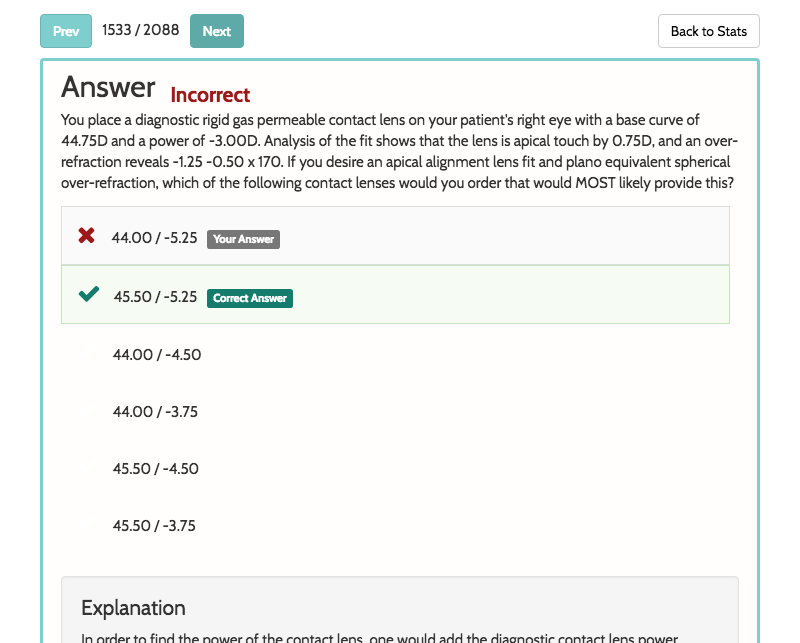 Prev 1533 / 2088 Next Back to Stats
Answer Incorrect
You place a diagnostic rigid gas permeable contact lens on your patient's right eye with a base curve of
44.75D and a power of -3.00D. Analysis of the fit shows that the lens is apical touch by 0.75D, and an over-
refraction reveals -1.25 -0.50 x 170. If you desire an apical alignment lens fit and plano equivalent spherical
over-refraction, which of the following contact lenses would you order that would MOST likely provide this?
44.00 / -5.25 Your Answer
45.50 / -5.25 Correct Answer
44.00 / -4.50
44.00 / -3.75
45.50 / -4.50
45.50 / -3.75
Explanation
In order to find the power of the contact lens, one would add the diagnostic contact lens power